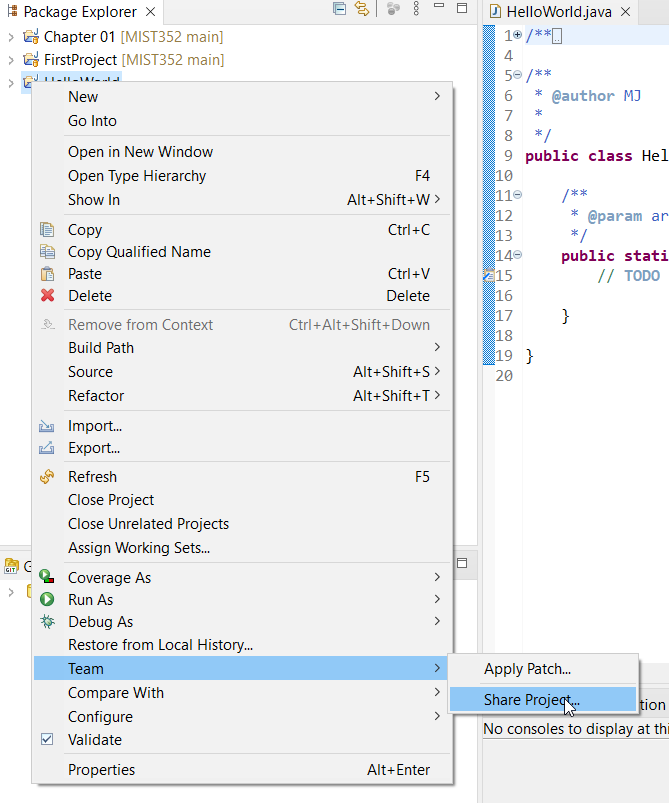 Package Explorer
Chapter 01 [MIST352 main]
FirstProject [MIST352 main]
HelloWorld
New
Go Into
Open in New Window
Open Type Hierarchy F4
Show In Alt+Shift+W
Copy Ctrl+C
Copy Qualified Name
Paste Ctrl+V
Delete Delete
Remove from Context Ctrl+Alt+Shift+Down
Build Path
Source Alt+Shift+S
Refactor Alt+Shift+T
Import...
Export...
Refresh F5
Close Project
Close Unrelated Projects
Assign Working Sets...
Coverage As
Run As
Debug As
Restore from Local History...
Team
Compare With
Configure
Validate
Properties Alt+Enter
Apply Patch...
Share Project...
GIT
G
HelloWorld.java
1 /**
4
5 /**
6 * @author MJ
7 *
8 */
9 public class Hel
10
11 /**
12 * @param ar
13 */
14 public stati
15 // TODO
16
17 }
18
19 }
20
tion
No consoles to display at thi